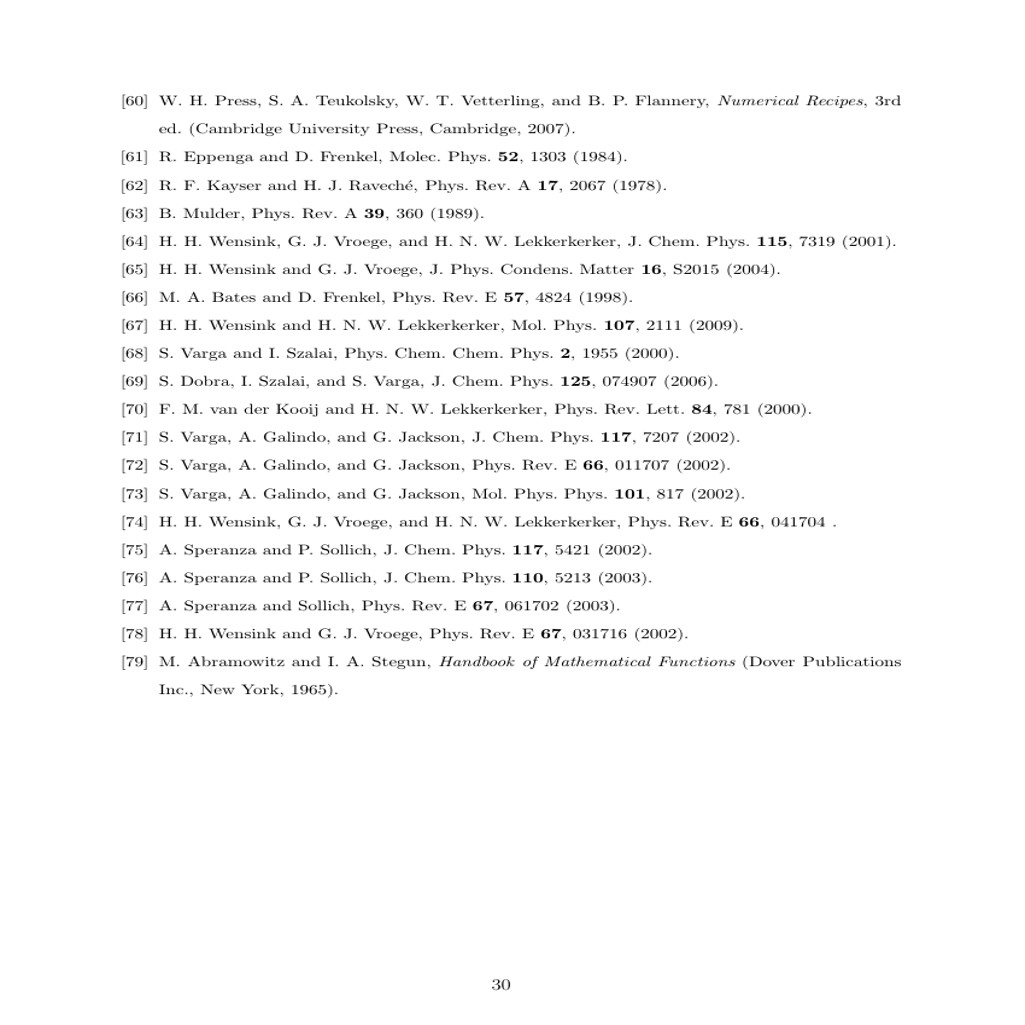 [60] W. H. Press, S. A. Teukolsky, W. T. Vetterling, and B. P. Flannery, Numerical Recipes, 3rd
ed. (Cambridge University Press, Cambridge, 2007).
[61] R. Eppenga and D. Frenkel, Molec. Phys. 52, 1303 (1984).
[62] R. F. Kayser and H. J. Raveché, Phys. Rev. A 17, 2067 (1978).
[63] B. Mulder, Phys. Rev. A 39, 360 (1989).
[64] H. H. Wensink, G. J. Vroege, and H. N. W. Lekkerkerker, J. Chem. Phys. 115, 7319 (2001).
[65] H. H. Wensink and G. J. Vroege, J. Phys. Condens. Matter 16, S2015 (2004).
[66] M. A. Bates and D. Frenkel, Phys. Rev. E 57, 4824 (1998).
[67] H. H. Wensink and H. N. W. Lekkerkerker, Mol. Phys. 107, 2111 (2009).
[68] S. Varga and I. Szalai, Phys. Chem. Chem. Phys. 2, 1955 (2000).
[69] S. Dobra, I. Szalai, and S. Varga, J. Chem. Phys. 125, 074907 (2006).
[70] F. M. van der Kooij and H. N. W. Lekkerkerker, Phys. Rev. Lett. 84, 781 (2000).
[71] S. Varga, A. Galindo, and G. Jackson, J. Chem. Phys. 117, 7207 (2002).
[72] S. Varga, A. Galindo, and G. Jackson, Phys. Rev. E 66, 011707 (2002).
[73] S. Varga, A. Galindo, and G. Jackson, Mol. Phys. Phys. 101, 817 (2002).
[74] H. H. Wensink, G. J. Vroege, and H. N. W. Lekkerkerker, Phys. Rev. E 66, 041704 .
[75] A. Speranza and P. Sollich, J. Chem. Phys. 117, 5421 (2002).
[76] A. Speranza and P. Sollich, J. Chem. Phys. 110, 5213 (2003).
[77] A. Speranza and Sollich, Phys. Rev. E 67, 061702 (2003).
[78] H. H. Wensink and G. J. Vroege, Phys. Rev. E 67, 031716 (2002).
[79] M. Abramowitz and I. A. Stegun, Handbook of Mathematical Functions (Dover Publications
Inc., New York, 1965).
30